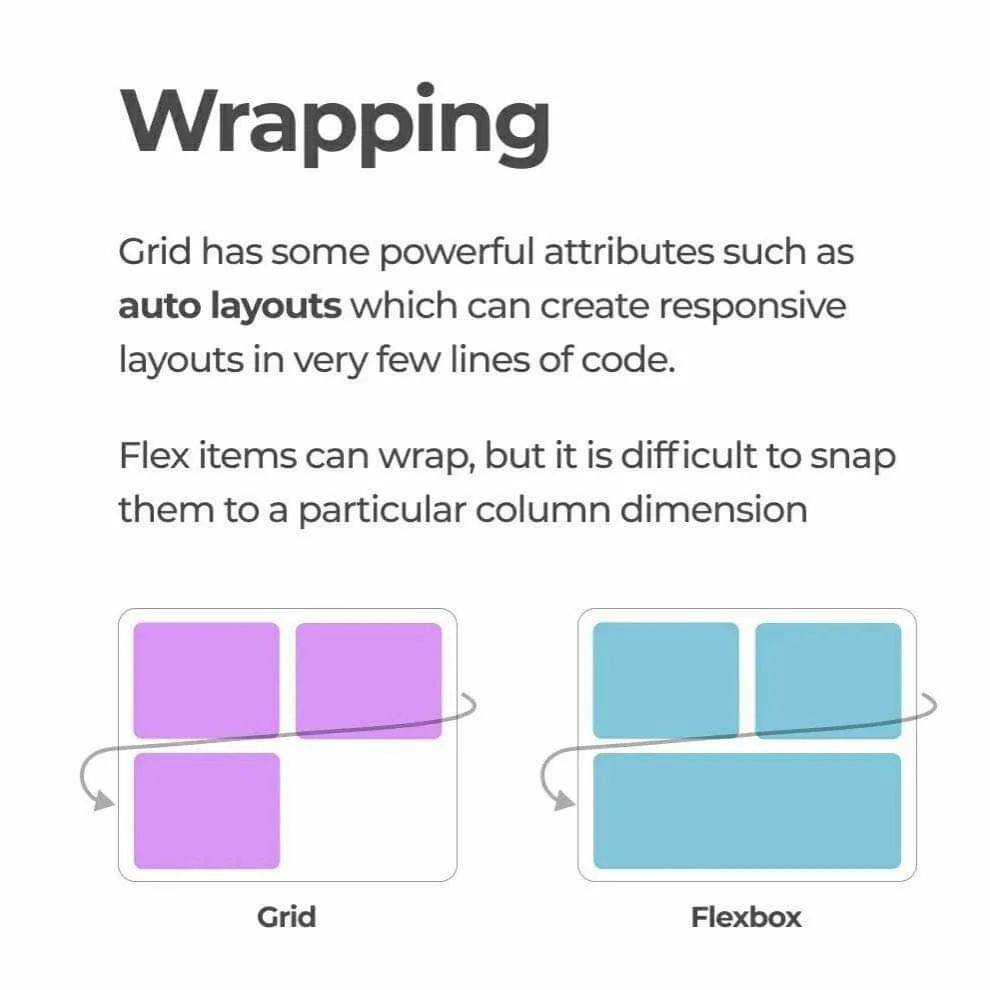 Wrapping
Grid has some powerful attributes such as
auto layouts which can create responsive
layouts in very few lines of code.
Flex items can wrap, but it is difficult to snap
them to a particular column dimension
Grid
Flexbox